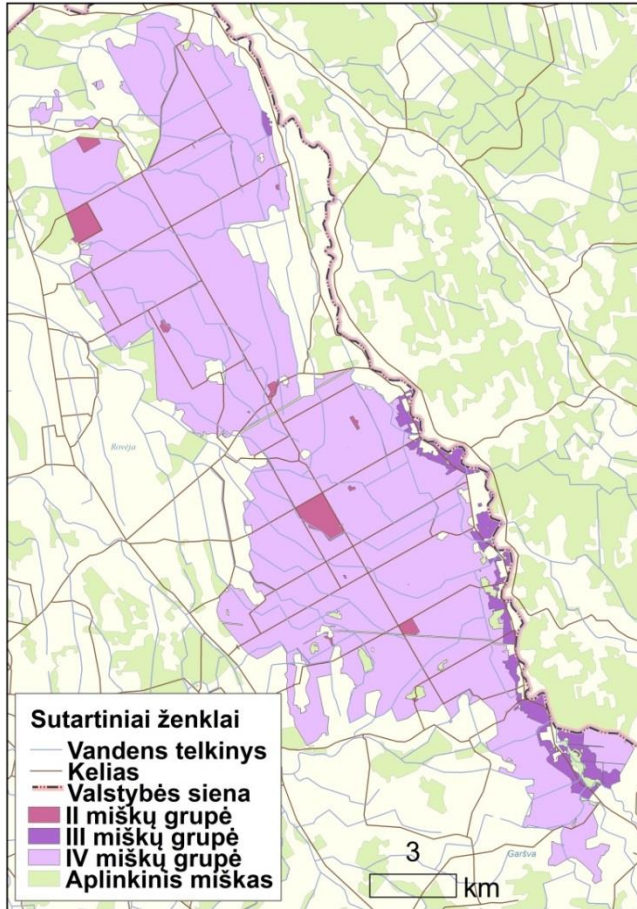 Rovėja
Sutartiniai ženklai
Vandens telkinys
Kelias
Valstybės siena
II miškų grupė
III miškų grupė
IV miškų grupė
Aplinkinis miškas
3
km
Garšva